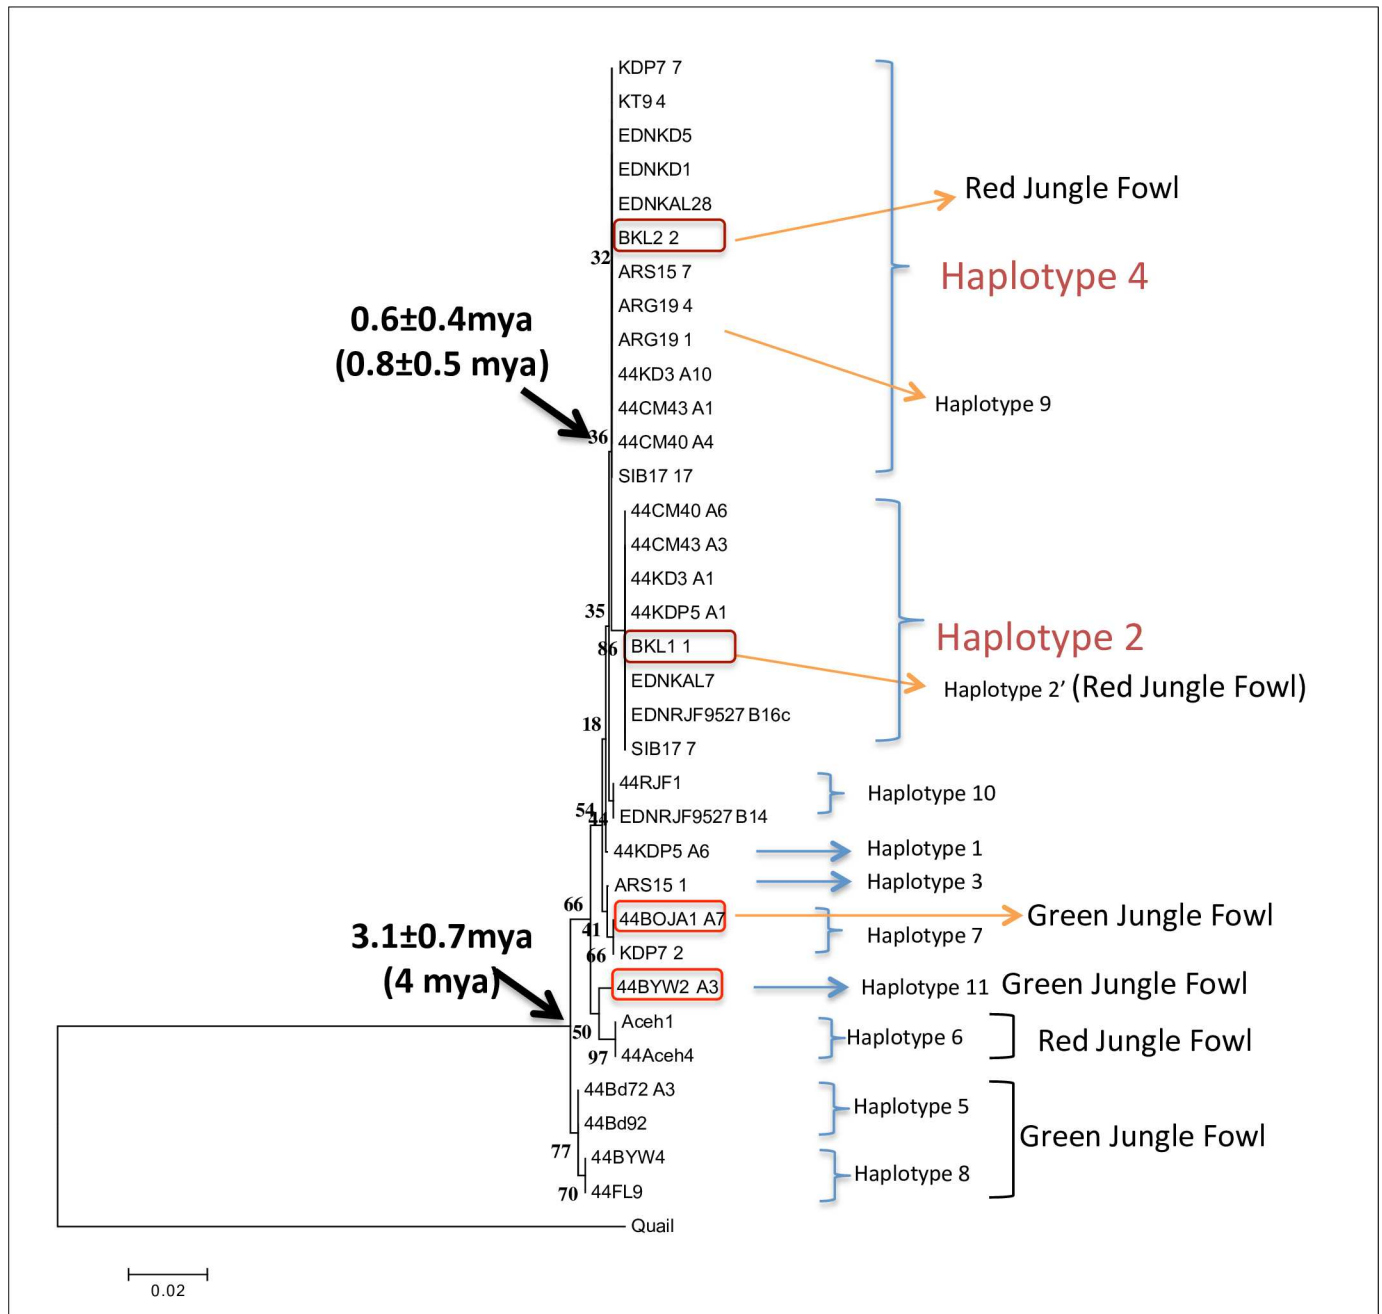 KDP7 7
KT9 4
EDNKD5
EDNKD1
EDNKAL28
Red Jungle Fowl
BKL2 2
32
ARS15 7
Haplotype 4
ARG19 4
0.6±0.4mya
ARG19 1
(0.8±0.5 mya)
44KD3 A10
Haplotype 9
44CM43 A1
36
44CM40 A4
SIB17 17
44CM40 A6
44CM43 A3
44KD3 A1
35
44KDP5 A1
Haplotype 2
86
BKL1 1
EDNKAL7
Haplotype 2’ (Red Jungle Fowl)
EDNRJF9527 B16c
18
SIB17 7
44RJF1
Haplotype 10
54
44
EDNRJF9527 B14
44KDP5 A6
Haplotype 1
ARS15 1
Haplotype 3
66
44BOJA1 A7
Green Jungle Fowl
41
Haplotype 7
3.1±0.7mya
66
KDP7 2
(4 mya)
44BYW2 A3
Haplotype 11 Green Jungle Fowl
Aceh1
50
Haplotype 6
Red Jungle Fowl
97
44Aceh4
44Bd72 A3
Haplotype 5
44Bd92
Green Jungle Fowl
77
44BYW4
Haplotype 8
70
44FL9
Quail
0.02